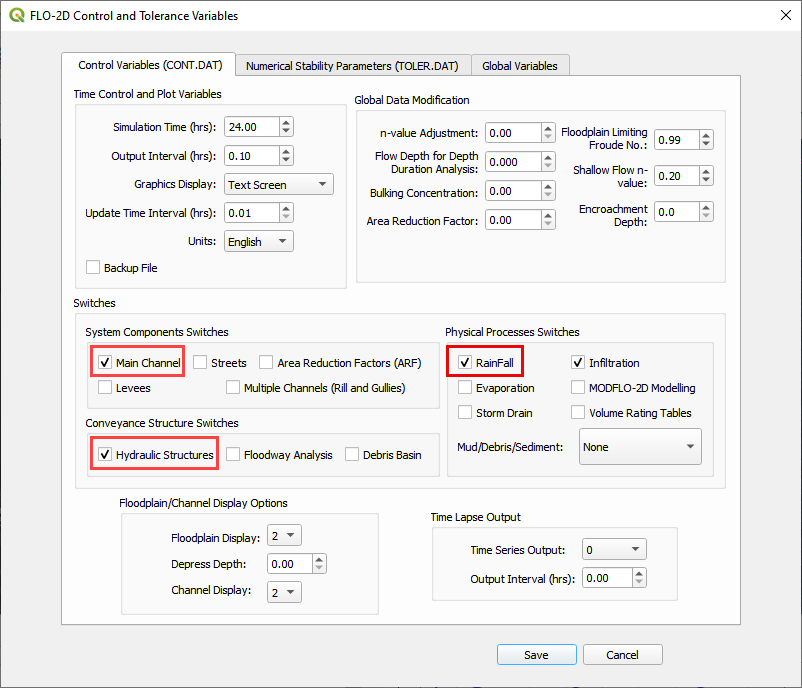 FLO-2D Control and Tolerance Variables
Control Variables (CONT.DAT)
Numerical Stability Parameters (TOLER.DAT)
Global Variables
Time Control and Plot Variables
Simulation Time (hrs): 24.00
Output Interval (hrs): 0.10
Graphics Display: Text Screen
Update Time Interval (hrs): 0.01
Units: English
Backup File
Global Data Modification
n-value Adjustment: 0.00
Flow Depth for Depth
Duration Analysis: 0.000
Bulking Concentration: 0.00
Area Reduction Factor: 0.00
Floodplain Limiting
Froude No.: 0.99
Shallow Flow n-
value: 0.20
Encroachment
Depth: 0.0
Switches
System Components Switches
Main Channel Streets Area Reduction Factors (ARF)
Levees Multiple Channels (Rill and Gullies)
Conveyance Structure Switches
Hydraulic Structures Floodway Analysis Debris Basin
Physical Processes Switches
RainFall Infiltration
Evaporation MODFLO-2D Modelling
Storm Drain Volume Rating Tables
Mud/Debris/Sediment: None
Floodplain/Channel Display Options
Floodplain Display: 2
Depress Depth: 0.00
Channel Display: 2
Time Lapse Output
Time Series Output: 0
Output Interval (hrs): 0.00
Save Cancel